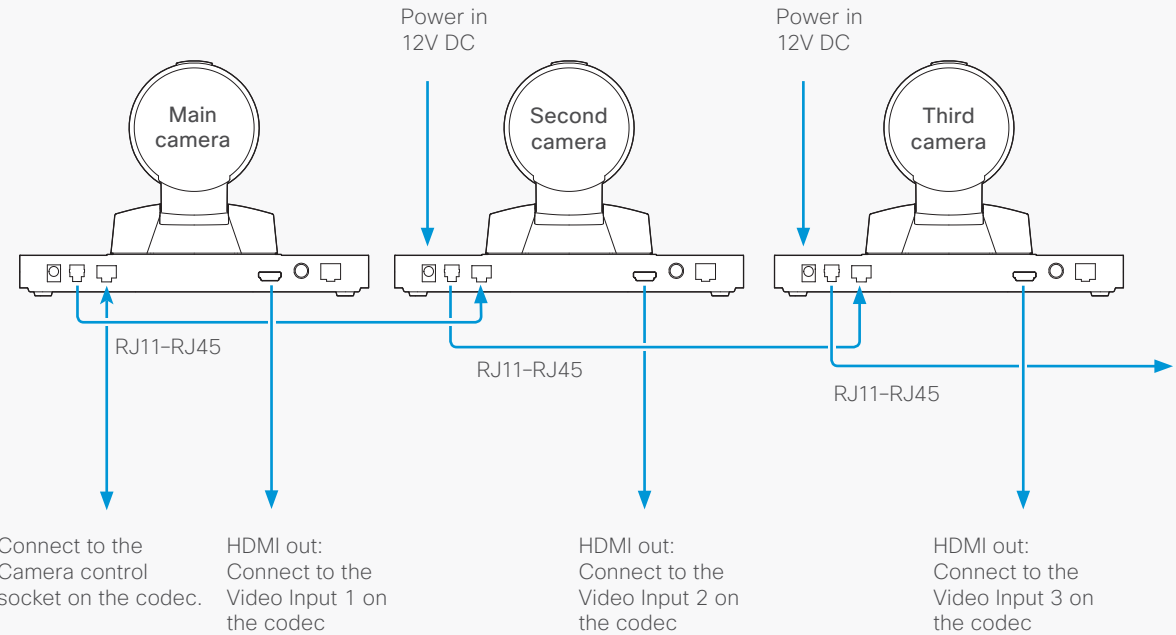 Power in
12V DC
Power in
12V DC
Main
camera
Second
camera
Third
camera
RJ11–RJ45
RJ11–RJ45
RJ11–RJ45
Connect to the
Camera control
socket on the codec.
HDMI out:
Connect to the
Video Input 1 on
the codec
HDMI out:
Connect to the
Video Input 2 on
the codec
HDMI out:
Connect to the
Video Input 3 on
the codec